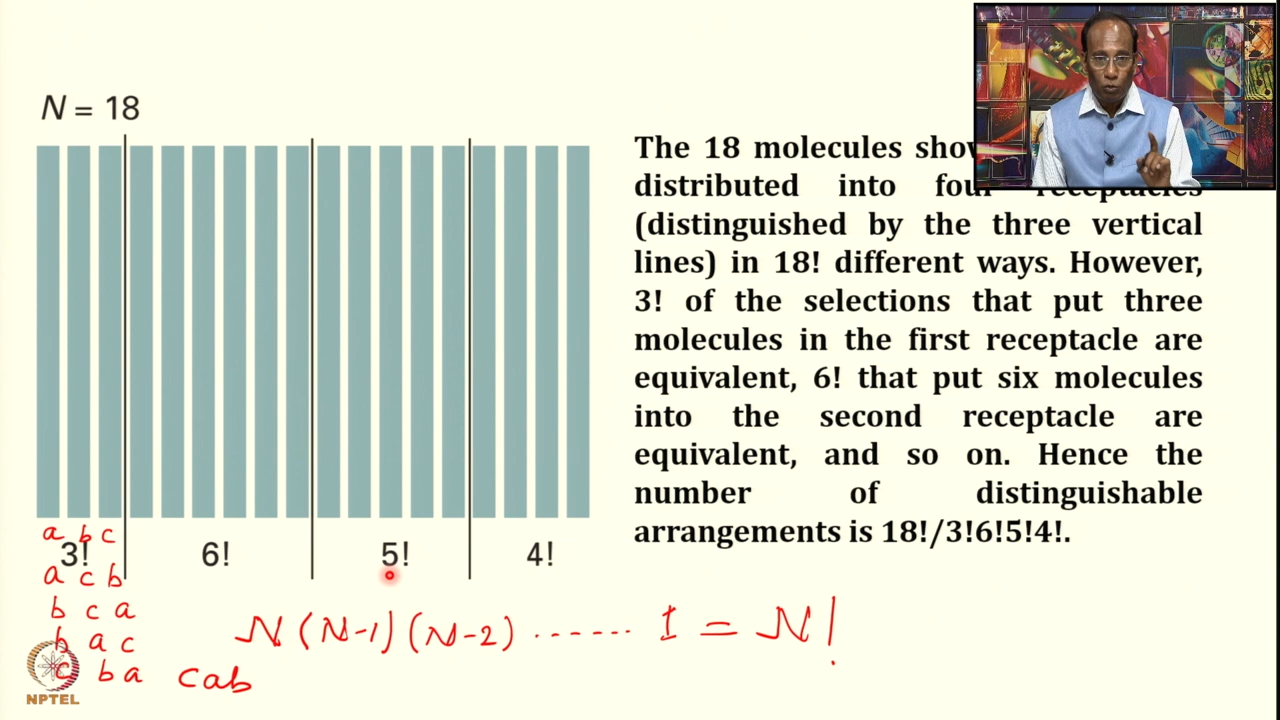 N = 18
The 18 molecules
distributed into four
(distinguished by the three vertical
lines) in 18! different ways. However,
3! of the selections that put three
molecules in the first receptacle are
equivalent, 6! that put six molecules
into the second receptacle are
equivalent, and so on. Hence the
number of distinguishable
arrangements is 18!/3!6!5!4!.
a b c
3! 6! 5! 4!
a c b
b c a
b a c
c b a cab
N (N-1) (N-2) ...... 1 = N!
NPTEL